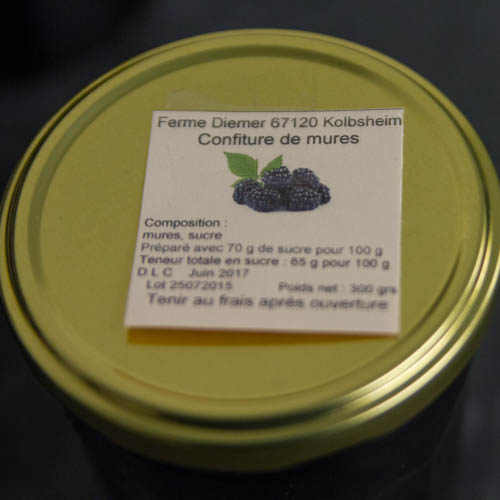 Ferme Diemer 67120 Kolbsheim
Confiture de mures
Composition :
mures, sucre
Préparé avec 70 g de sucre pour 100 g
Teneur totale en sucre : 65 g pour 100 g
D L C Juin 2017
Lot 25072015 Poids net : 300 grs
Tenir au frais après ouverture